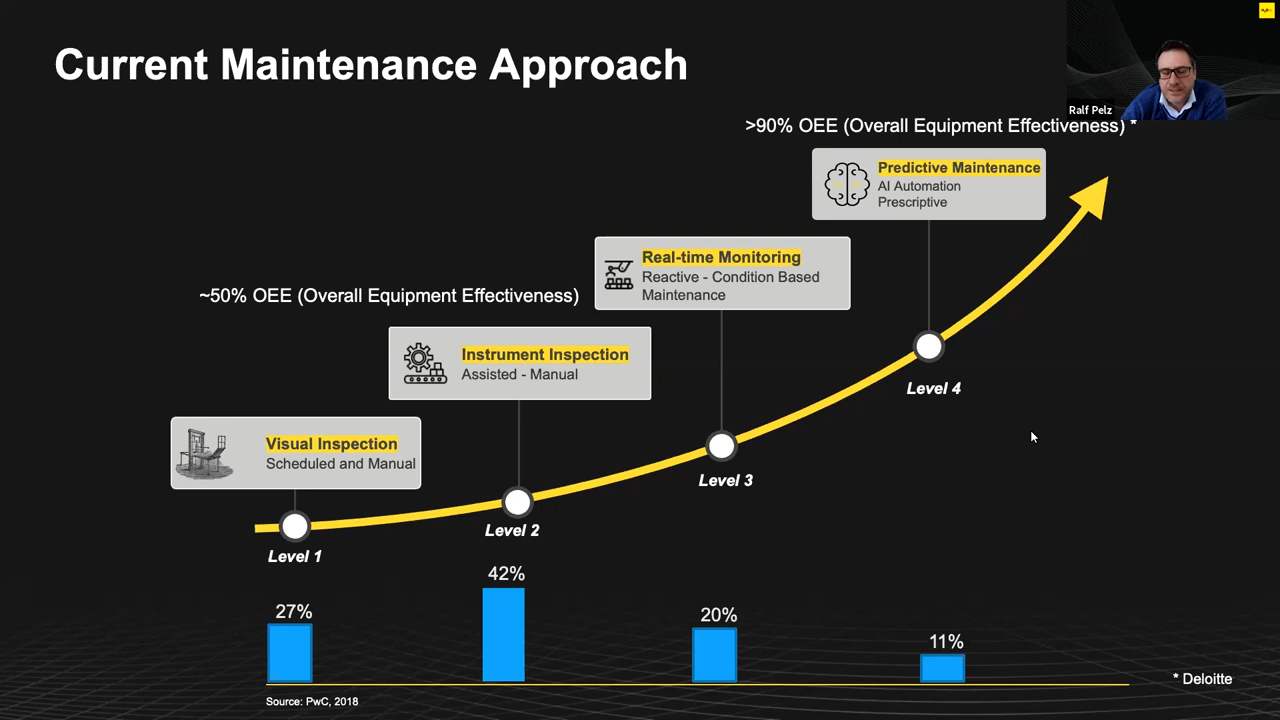 Current Maintenance Approach
Ralf Pelz
>90% OEE (Overall Equipment Effectiveness) *
Predictive Maintenance
AI Automation
Prescriptive
Real-time Monitoring
Reactive - Condition Based
Maintenance
~50% OEE (Overall Equipment Effectiveness)
Instrument Inspection
Assisted - Manual
Visual Inspection
Scheduled and Manual
Level 4
Level 3
Level 2
Level 1
27%
42%
20%
11%
* Deloitte
Source: PwC, 2018